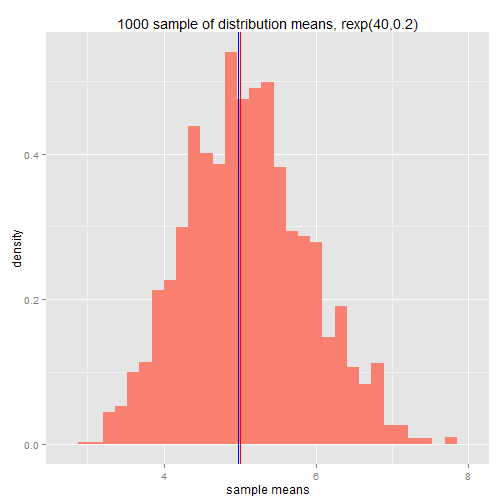 1000 sample of distribution means, rexp(40,0.2)
density
0.4
0.2
0.0
4 6 8
sample means